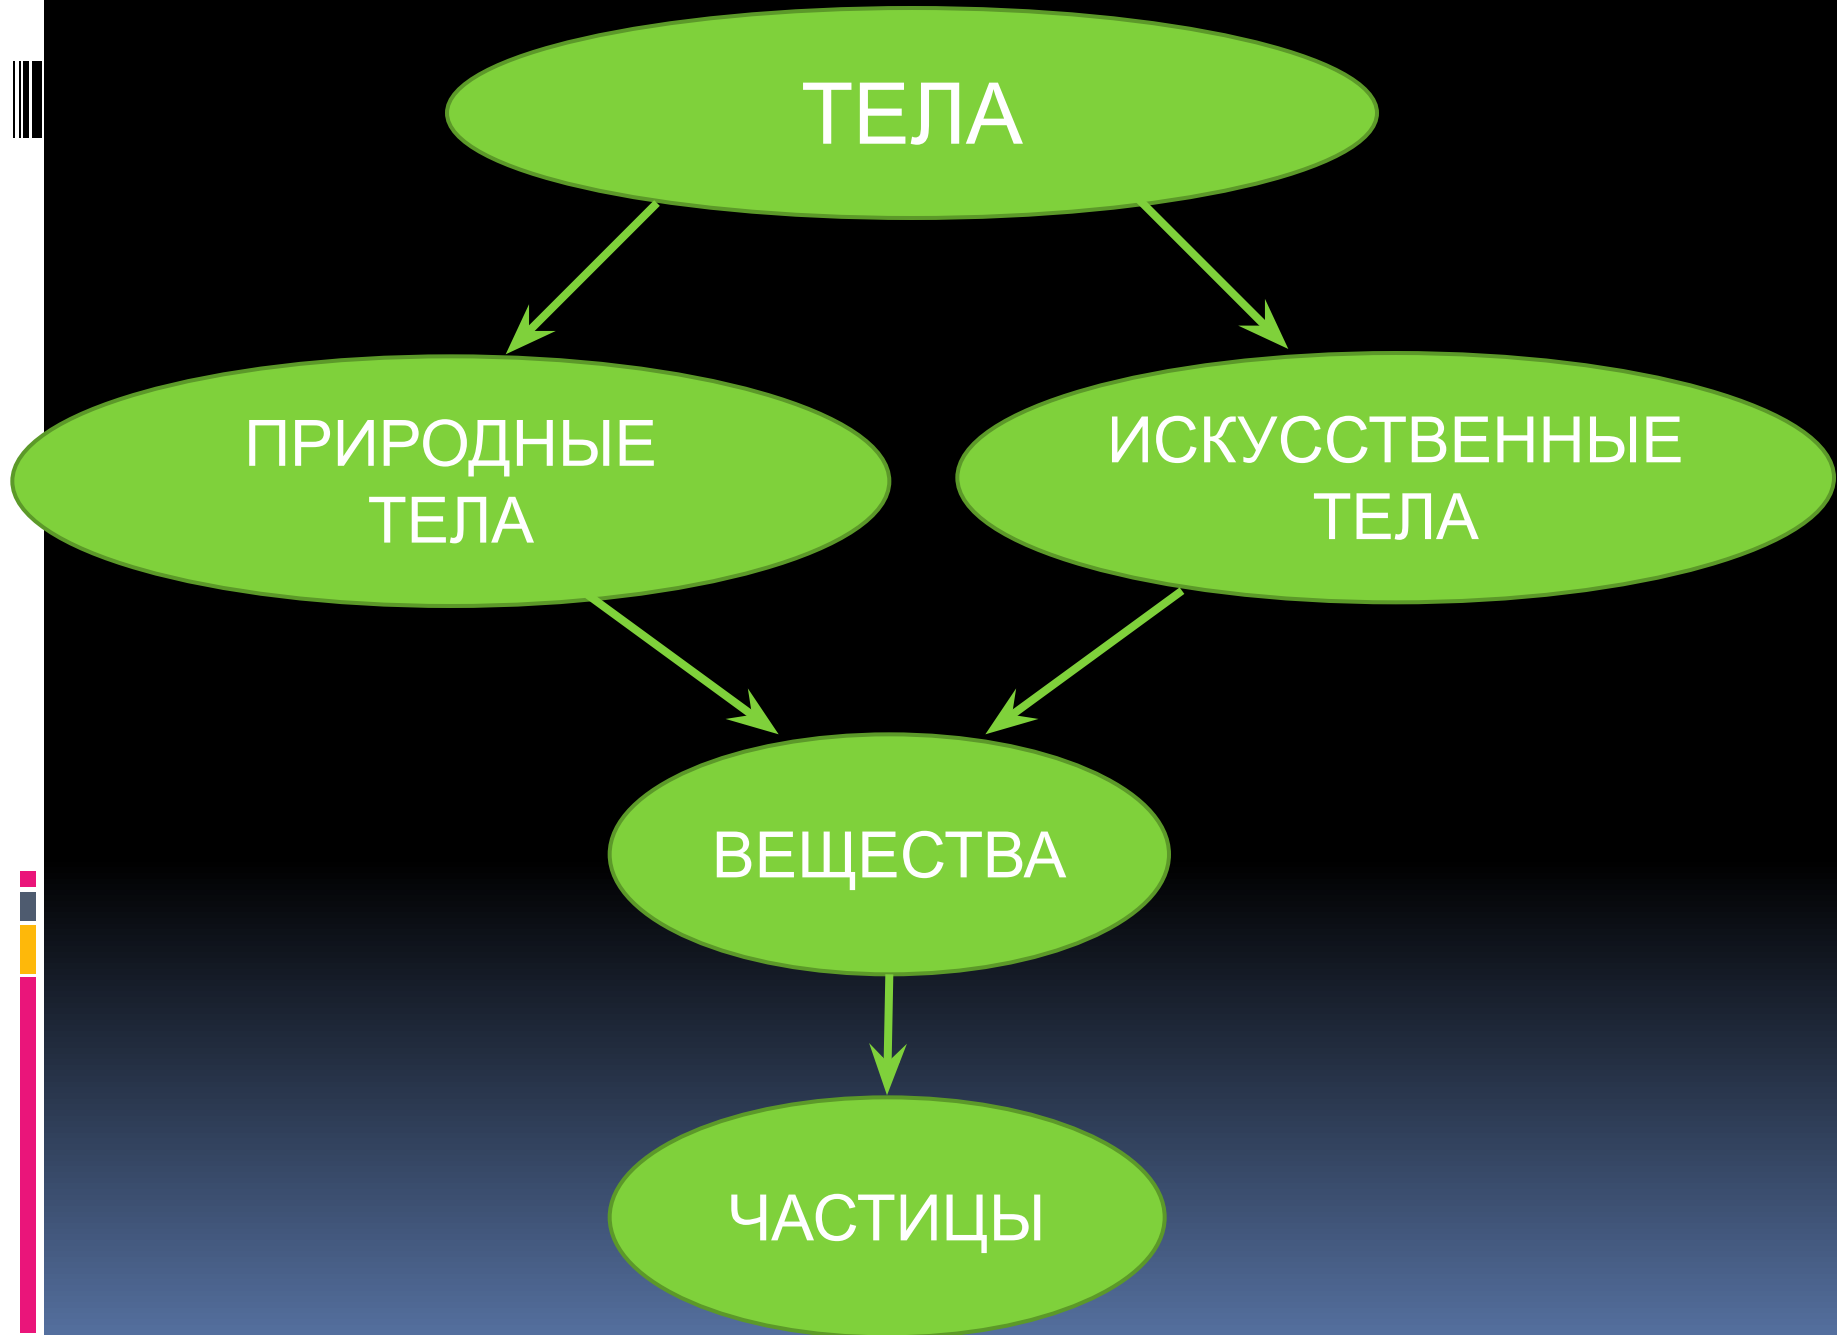 ТЕЛА
ПРИРОДНЫЕ
ТЕЛА
ИСКУССТВЕННЫЕ
ТЕЛА
ВЕЩЕСТВА
ЧАСТИЦЫ